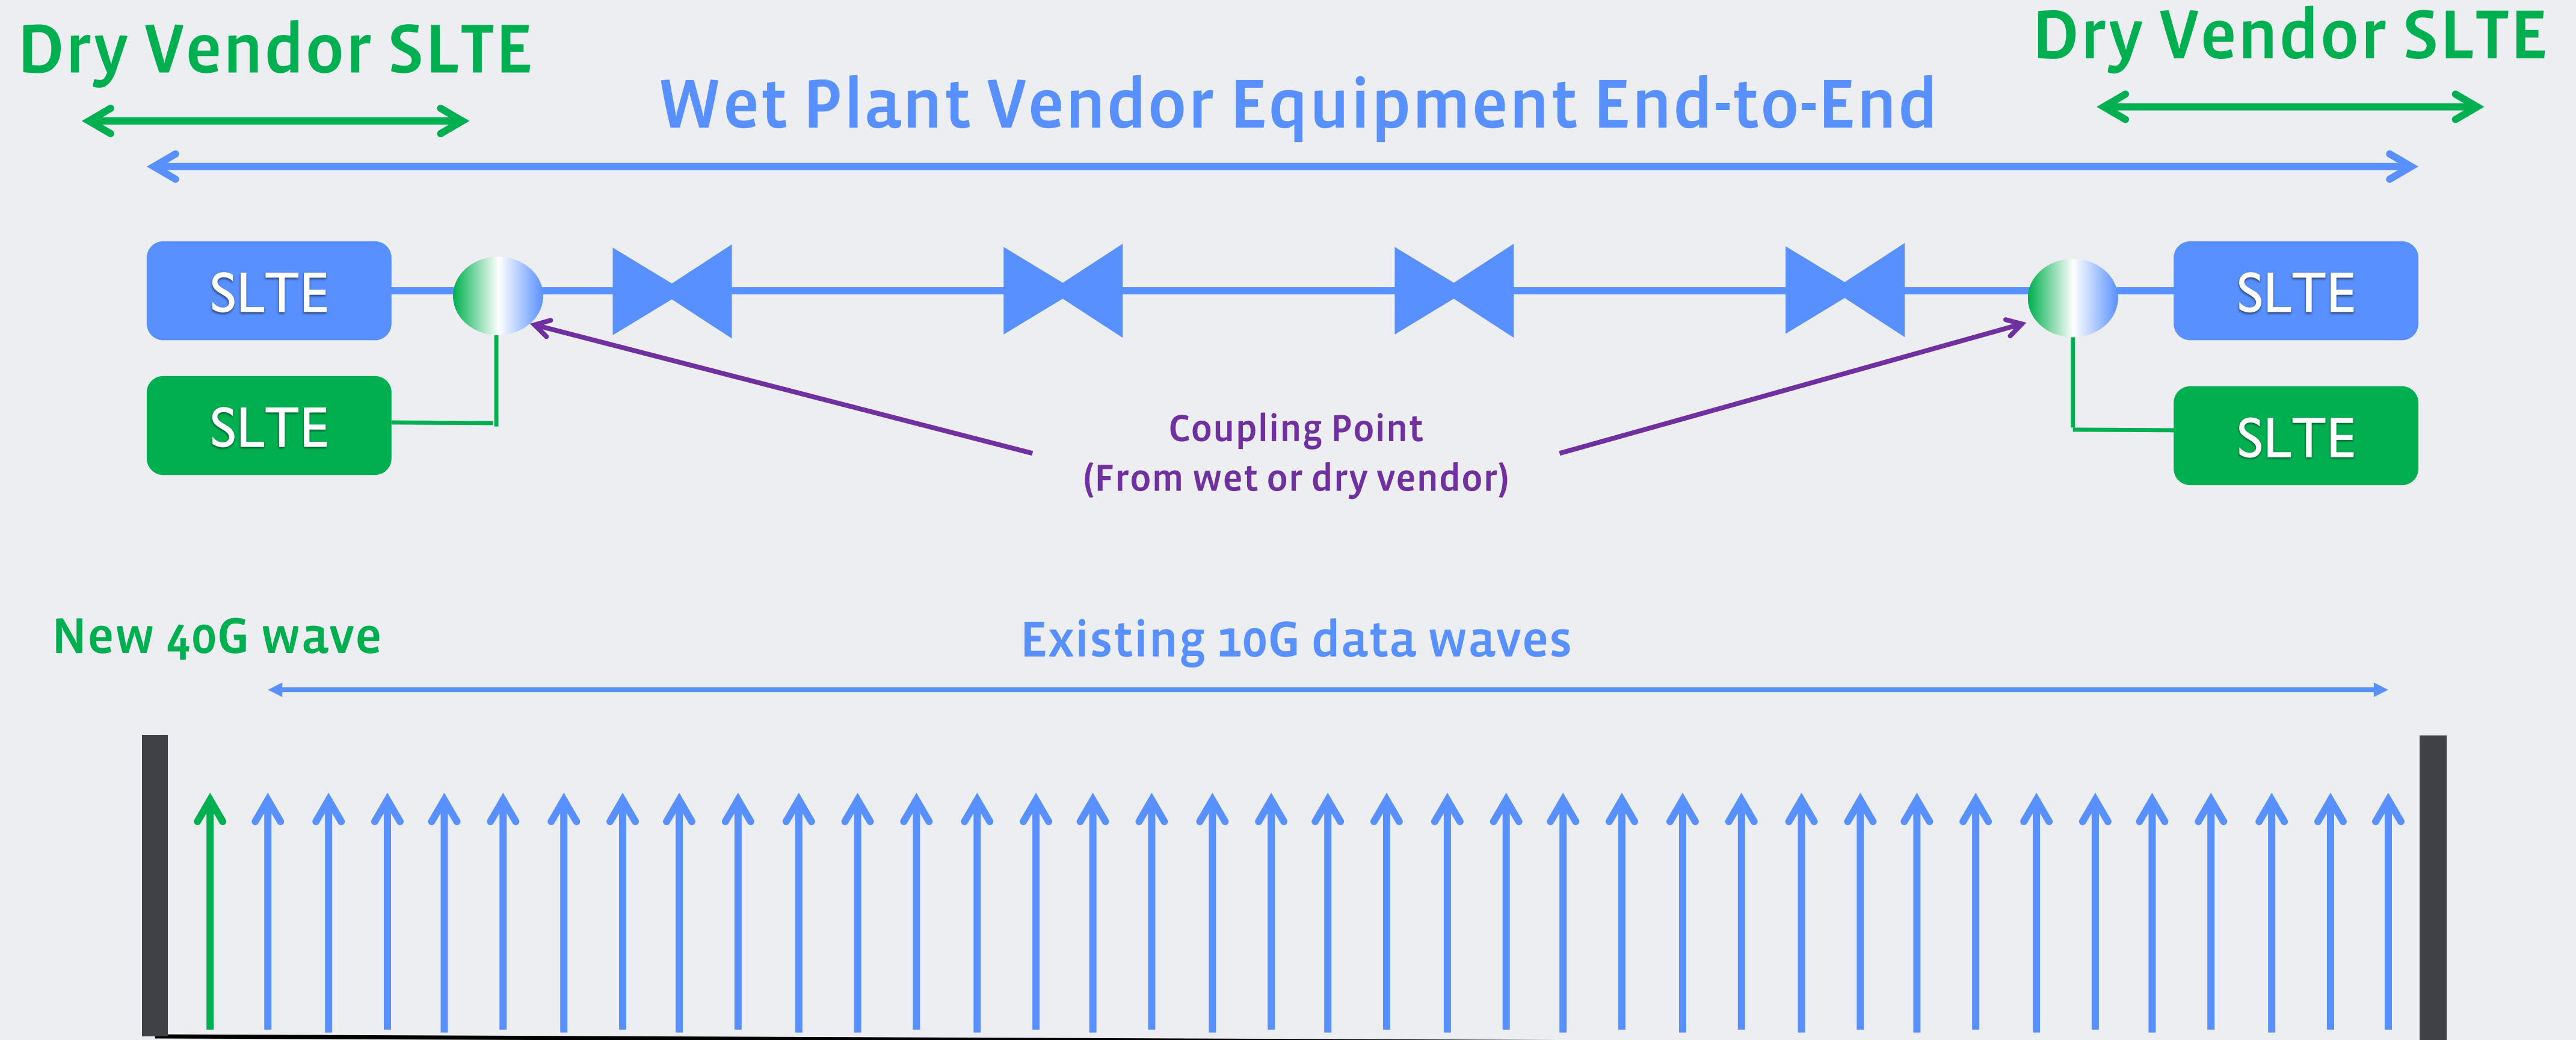 Dry Vendor SLTE
Dry Vendor SLTE
Wet Plant Vendor Equipment End-to-End
SLTE
SLTE
SLTE
SLTE
Coupling Point
(From wet or dry vendor)
New 40G wave
Existing 10G data waves